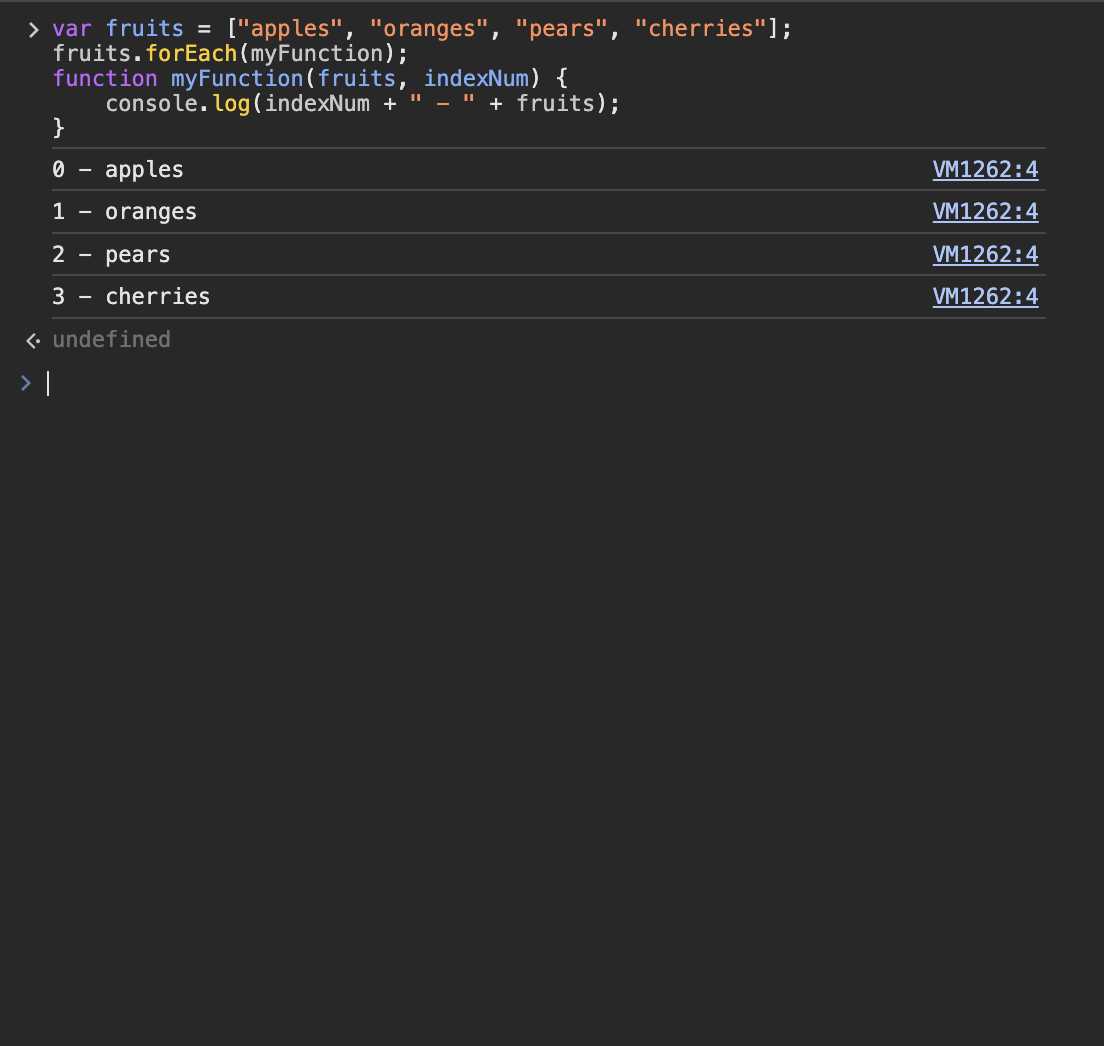 var fruits = ["apples", "oranges", "pears", "cherries"];
fruits.forEach(myFunction);
function myFunction(fruits, indexNum) {
    console.log(indexNum + " – " + fruits);
}
0 – apples VM1262:4
1 – oranges VM1262:4
2 – pears VM1262:4
3 – cherries VM1262:4
undefined